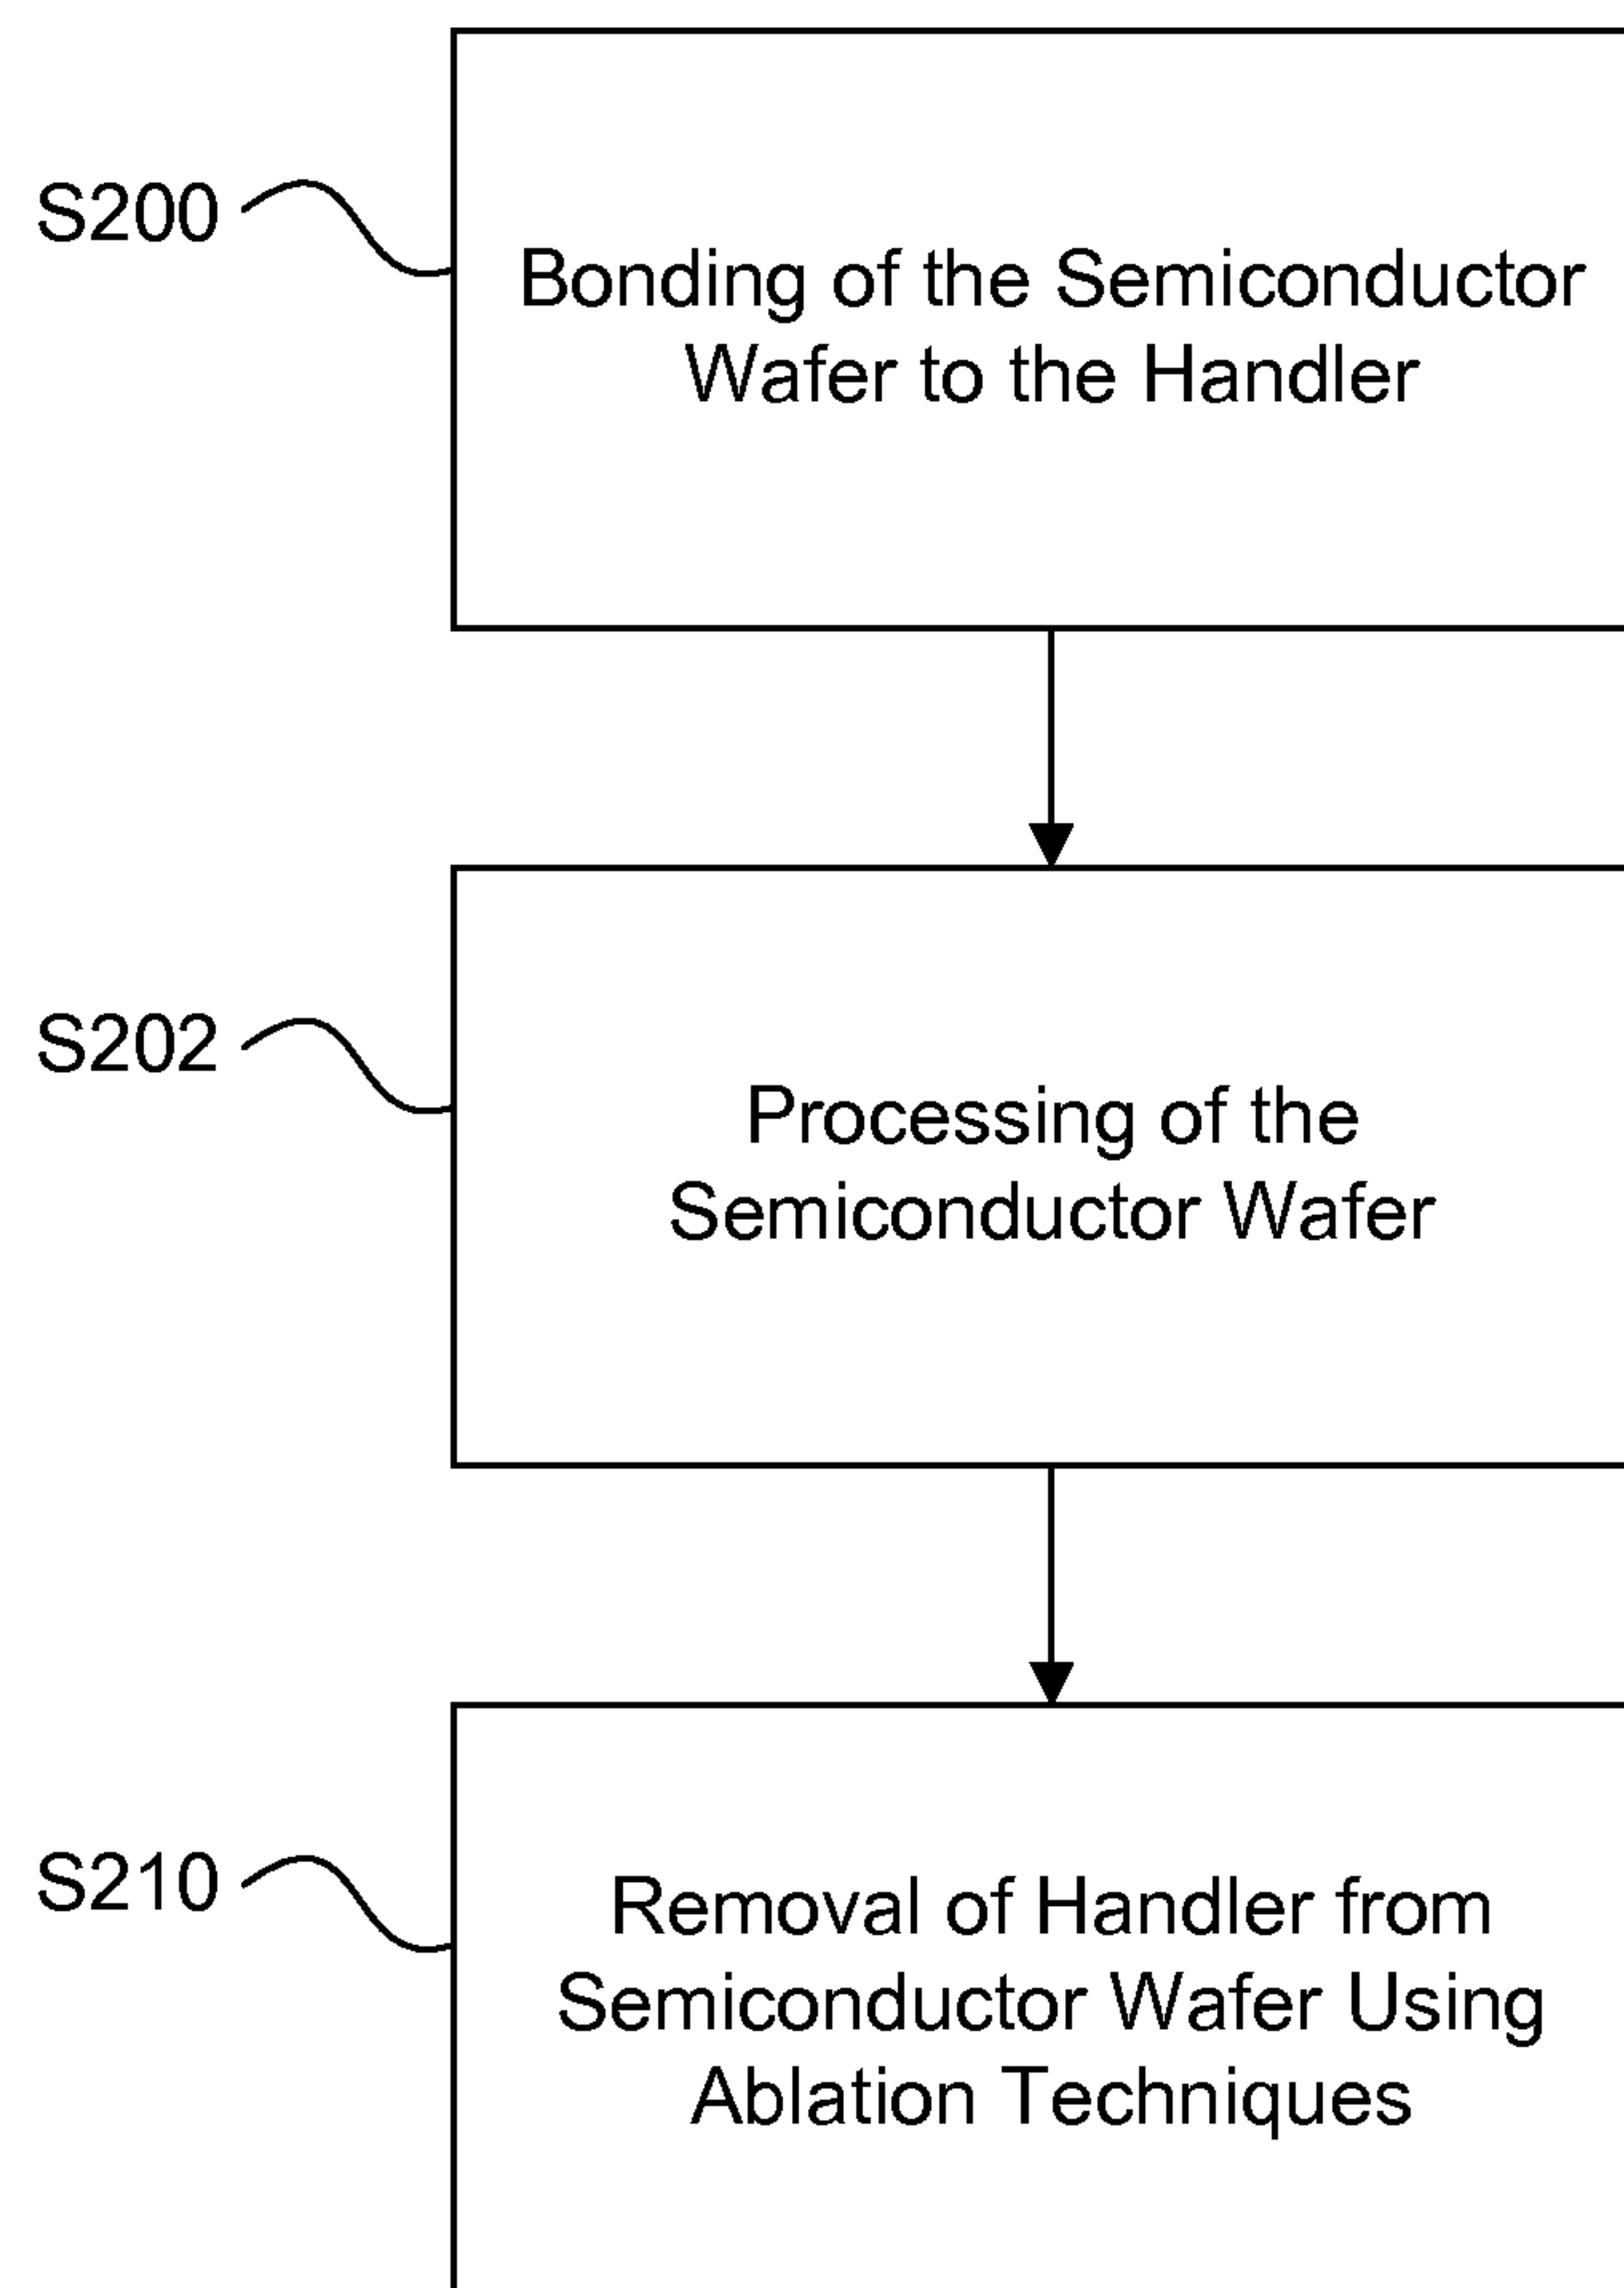 S200
Bonding of the Semiconductor
Wafer to the Handler
S202
Processing of the
Semiconductor Wafer
S210
Removal of Handler from
Semiconductor Wafer Using
Ablation Techniques